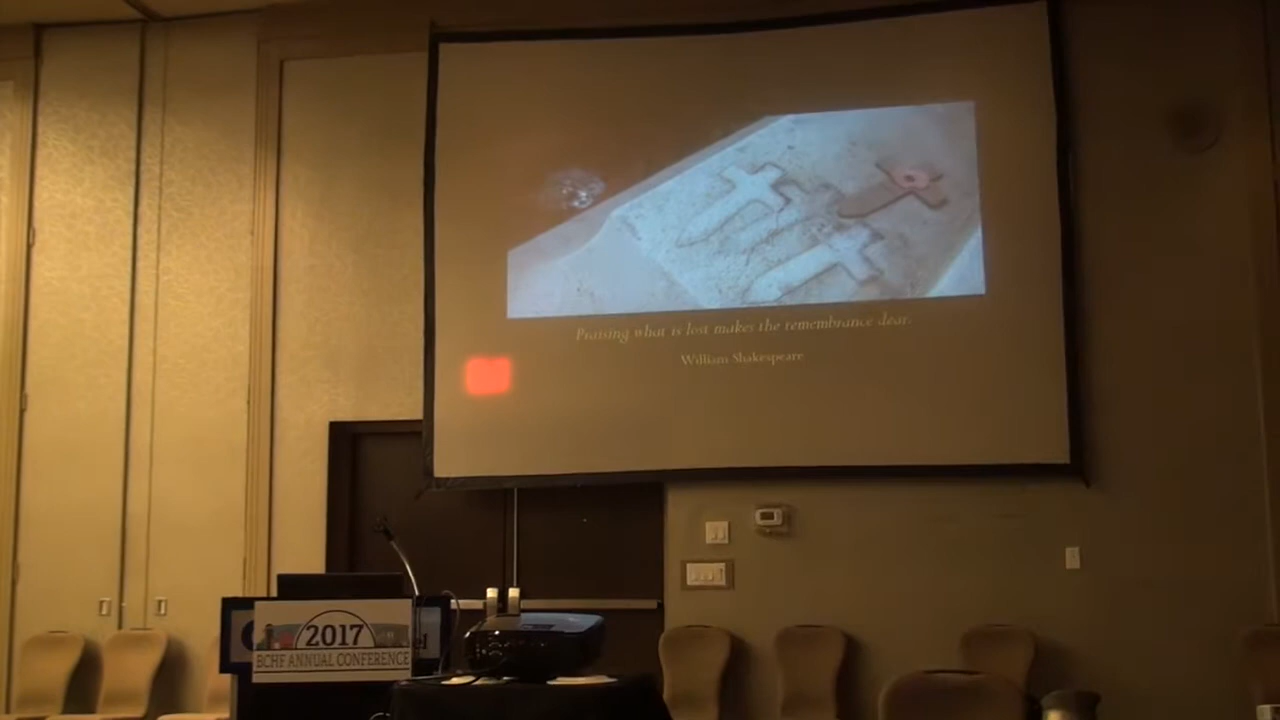 Praising what is lost makes the remembrance dear.
William Shakespeare
2017
BCHF ANNUAL CONFERENCE